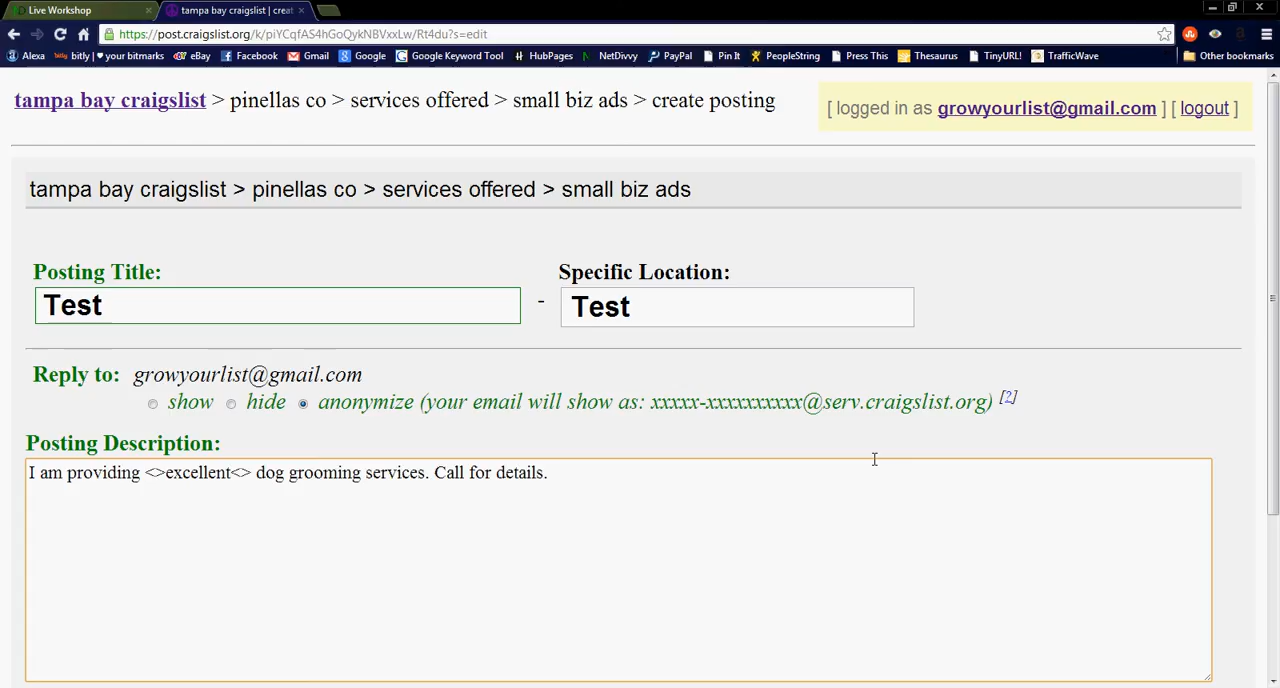 Live Workshop
tampa bay craigslist | creat
https://post.craigslist.org/k/piYCqfAS4hGoQykNBVxxLw/Rt4du?s=edit
Alexa bitly | ♥ your bitmarks eBay Facebook Gmail Google Google Keyword Tool HubPages NetDivvy PayPal Pin It PeopleString Press This Thesaurus TinyURL! TrafficWave Other bookmarks
tampa bay craigslist > pinellas co > services offered > small biz ads > create posting
[ logged in as growyourlist@gmail.com ] [ logout ]
tampa bay craigslist > pinellas co > services offered > small biz ads
Posting Title: Specific Location:
Test - Test
Reply to: growyourlist@gmail.com
show hide anonymize (your email will show as: xxxxx-xxxxxxxxxx@serv.craigslist.org) [?]
Posting Description:
I am providing <>excellent<> dog grooming services. Call for details.